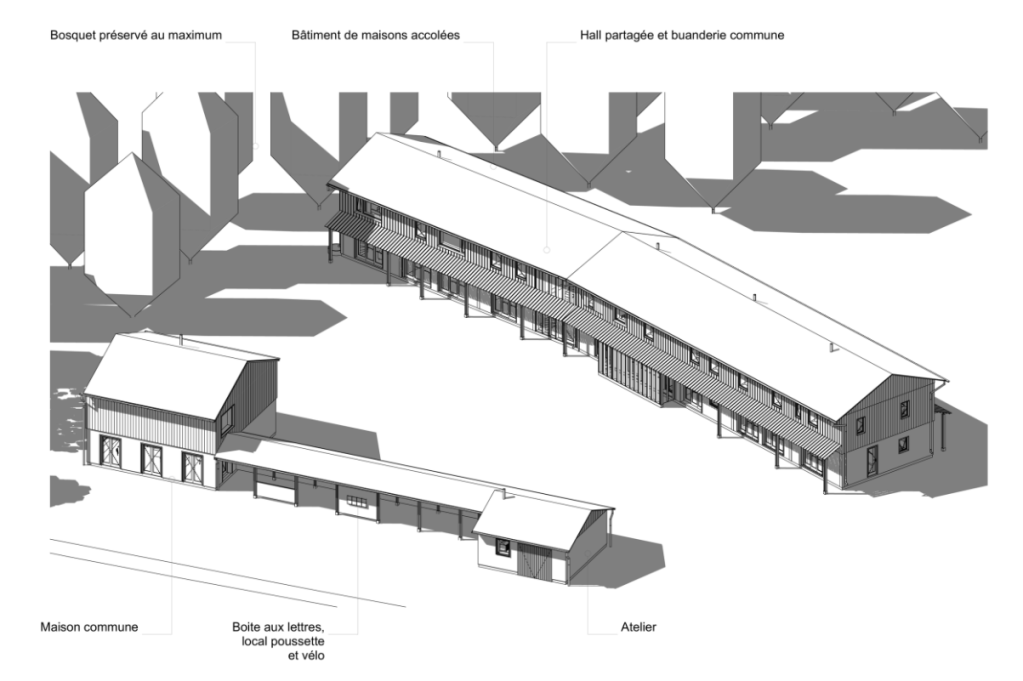 Bosquet préservé au maximum
Bâtiment de maisons accolées
Hall partagée et buanderie commune
Maison commune
Boite aux lettres,
local poussette
et vélo
Atelier